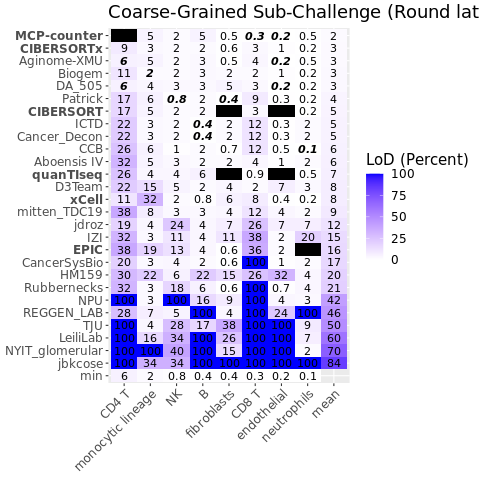 Coarse-Grained Sub-Challenge (Round lat
MCP-counter 5 2 5 0.5 0.3 0.2 0.5 2
CIBERSORTx 9 3 2 2 0.6 3 1 0.2 3
Aginome-XMU 6 5 2 3 0.5 4 0.2 0.5 3
Biogem 11 2 2 3 2 2 1 0.2 3
DA_505 6 4 3 3 5 3 0.2 0.2 3
Patrick 17 6 0.8 2 0.4 9 0.3 0.2 4
CIBERSORT 17 5 2 2 3 0.2 5
ICTD 22 3 2 0.4 2 12 0.3 2 5
Cancer_Decon 22 3 2 0.4 2 12 0.3 2 5
CCB 26 6 1 2 0.7 12 0.5 0.1 6
Aboensis IV 32 5 3 2 2 4 1 2 6
quanTIseq 26 4 4 6 0.9 0.5 7
D3Team 22 15 5 2 4 2 7 3 8
xCell 11 32 2 0.8 6 8 0.4 0.2 8
mitten_TDC19 38 8 3 3 4 12 4 2 9
jdroz 19 4 24 4 7 26 7 7 12
IZI 32 3 11 4 11 38 2 20 15
EPIC 38 19 13 4 0.6 36 2 16
CancerSysBio 20 3 4 2 0.6 100 1 2 17
HM159 30 22 6 22 15 26 32 4 20
Rubbernecks 32 3 18 6 0.6 100 0.7 4 21
NPU 100 3 100 16 9 100 4 3 42
REGGEN_LAB 28 7 5 100 4 100 24 100 46
TJU 100 4 28 17 38 100 100 9 50
LeiliLab 100 16 34 100 26 100 100 7 60
NYIT_glomerular 100 100 40 100 15 100 100 2 70
jbkcose 100 34 34 100 100 100 100 100 84
min 6 2 0.8 0.4 0.4 0.3 0.2 0.1
CD4 T
monocytic lineage
NK
B
fibroblasts
CD8 T
endothelial
neutrophils
mean
LoD (Percent)
100
75
50
25
0